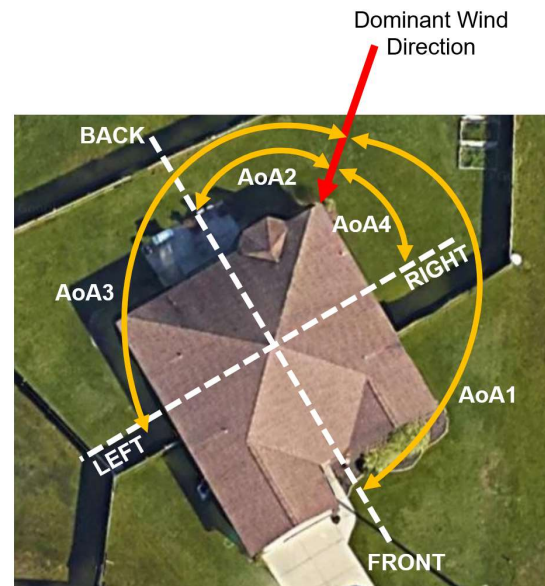 Dominant Wind
Direction
BACK
AoA2
AoA4
RIGHT
AoA3
AoA1
LEFT
FRONT